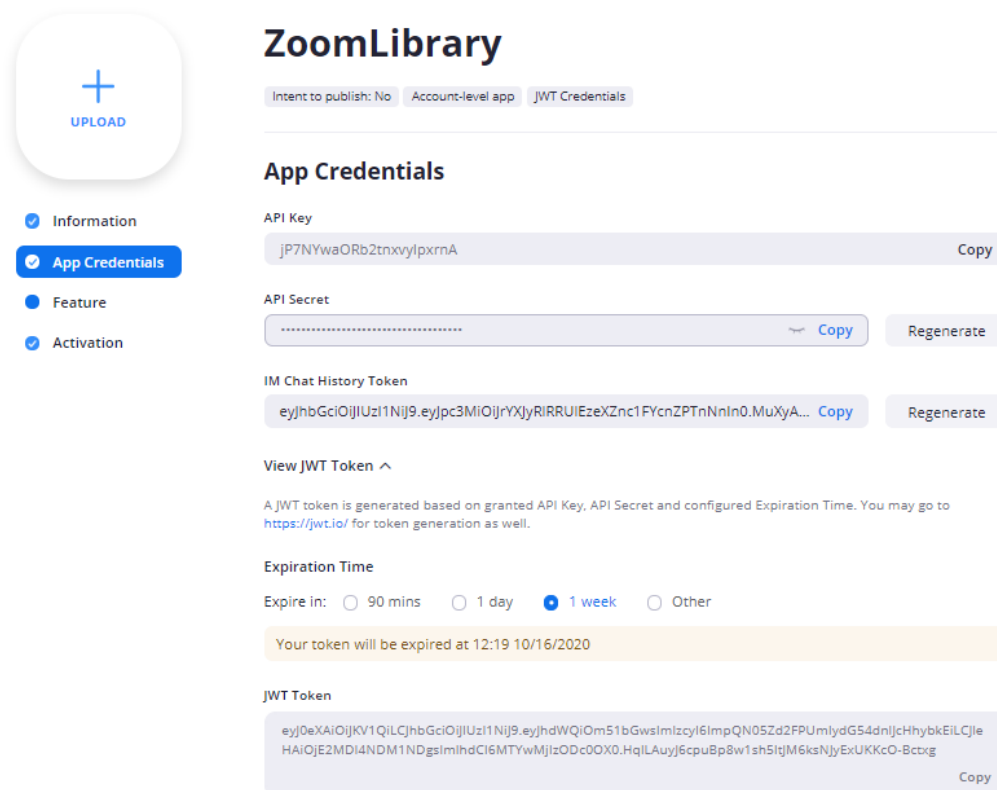 UPLOAD
ZoomLibrary
Intent to publish: No Account-level app JWT Credentials
Information
App Credentials
Feature
Activation
App Credentials
API Key
jP7NYwaORb2tnxvyIpxrnA Copy
API Secret
•••••••••••••••••••••••••••••••••••• Copy Regenerate
IM Chat History Token
eyJhbGciOiJIUzI1NiJ9.eyJpc3MiOiJrYXJyRlRRUlEzeXZnc1FYcnZPTnNnIn0.MuXyA... Copy Regenerate
View JWT Token
A JWT token is generated based on granted API Key, API Secret and configured Expiration Time. You may go to
https://jwt.io/ for token generation as well.
Expiration Time
Expire in: 90 mins 1 day 1 week Other
Your token will be expired at 12:19 10/16/2020
JWT Token
eyJ0eXAiOiJKV1QiLCJhbGciOiJIUzI1NiJ9.eyJhdWQiOm51bGwsImlzcyI6ImpQN05Zd2FPUmIydG54dnlJcHhybkEiLCJle
HAiOjE2MDI4NDM1NDgsImlhdCI6MTYwMjIzODc0OX0.HqILAuyJ6cpuBp8w1sh5ItJM6ksNJyExUKKcO-Bctxg
Copy